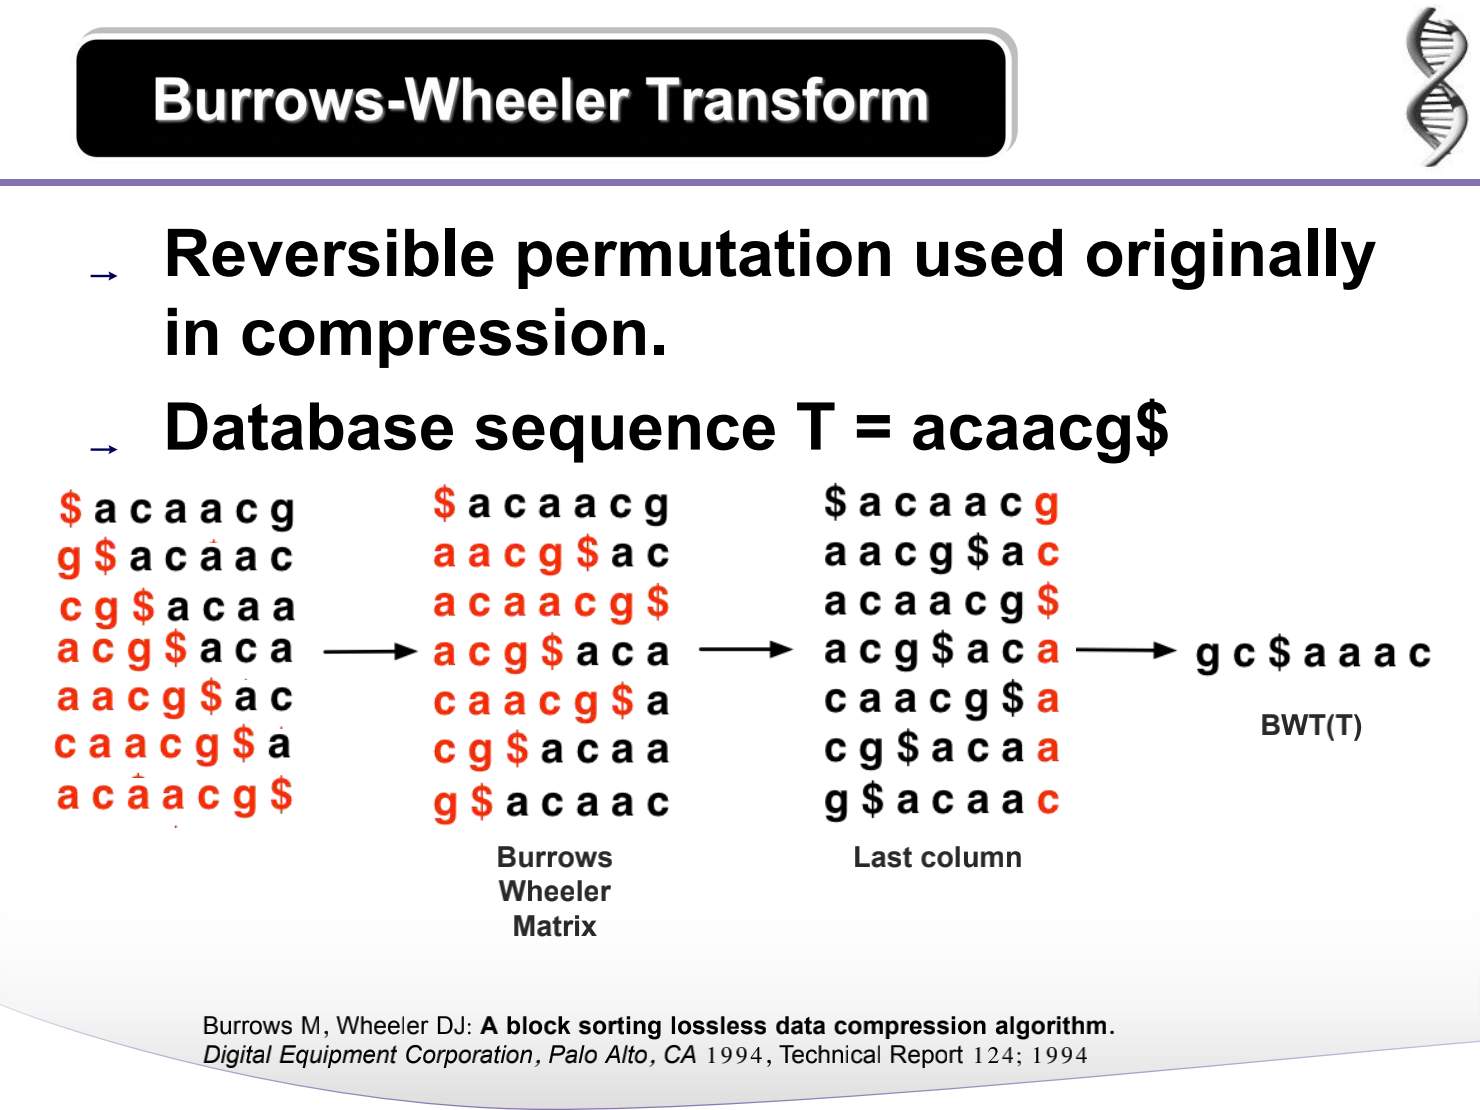 Burrows-Wheeler Transform
→ Reversible permutation used originally
in compression.
→ Database sequence T = acaacg$
$ a c a a c g
g $ a c a a c
c g $ a c a a
a c g $ a c a
a a c g $ a c
c a a c g $ a
a c a a c g $
$ a c a a c g
a a c g $ a c
a c a a c g $
a c g $ a c a
c a a c g $ a
c g $ a c a a
g $ a c a a c
Burrows
Wheeler
Matrix
$ a c a a c g
a a c g $ a c
a c a a c g $
a c g $ a c a
c a a c g $ a
c g $ a c a a
g $ a c a a c
Last column
g c $ a a a c
BWT(T)
Burrows M, Wheeler DJ: A block sorting lossless data compression algorithm.
Digital Equipment Corporation, Palo Alto, CA 1994, Technical Report 124; 1994